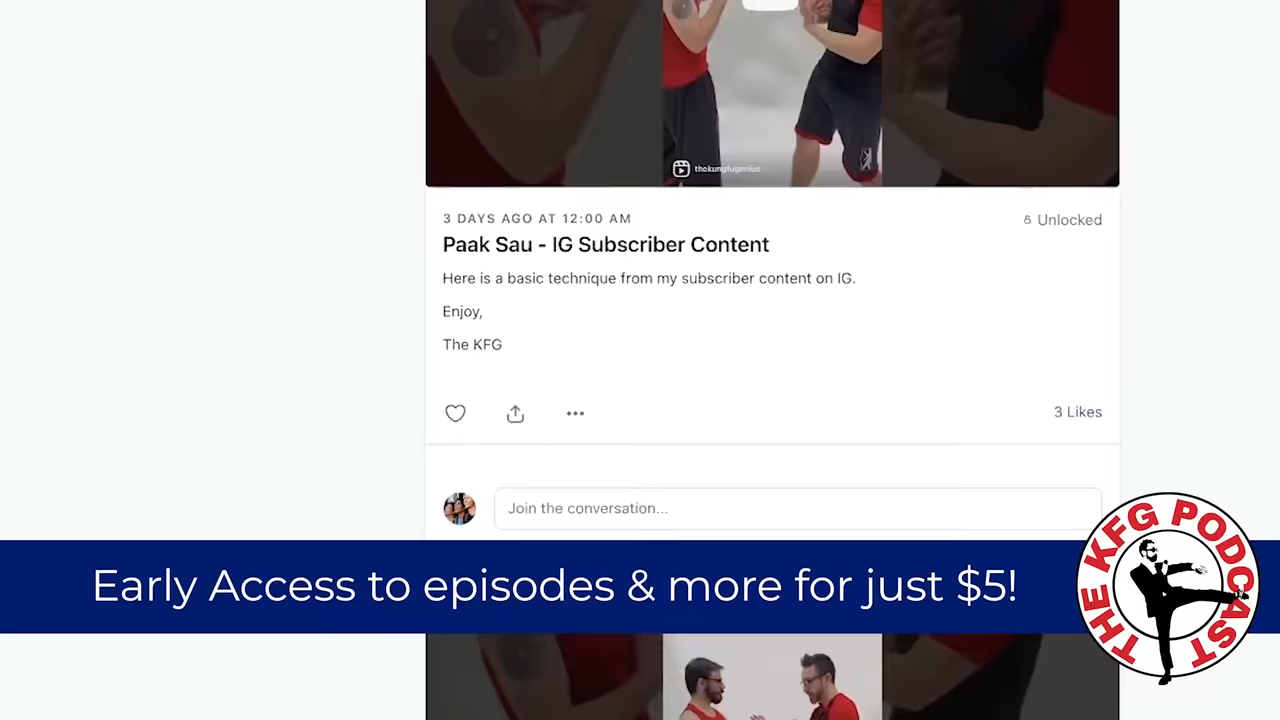 thekungfugenius
3 DAYS AGO AT 12:00 AM
Unlocked
Paak Sau - IG Subscriber Content
Here is a basic technique from my subscriber content on IG.
Enjoy,
The KFG
3 Likes
Join the conversation...
Early Access to episodes & more for just $5!
THE KFG PODCAST